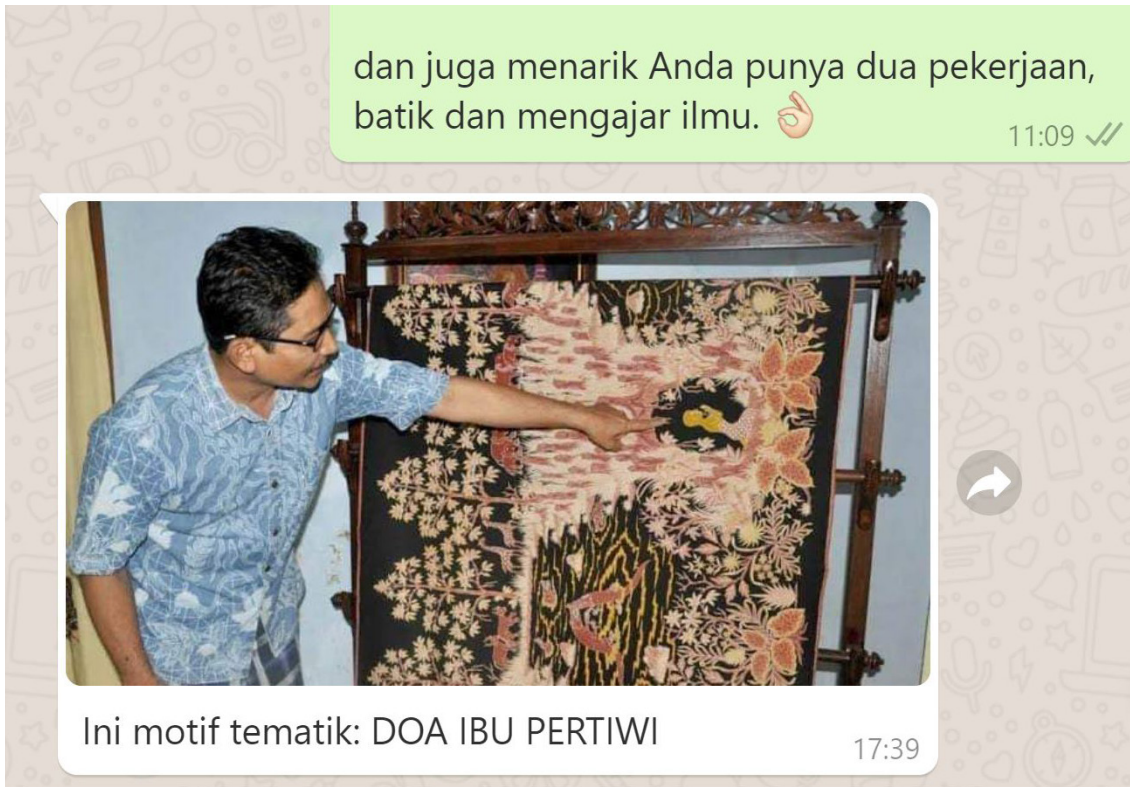 dan juga menarik Anda punya dua pekerjaan,
batik dan mengajar ilmu. 👌🏻
11:09
Ini motif tematik: DOA IBU PERTIWI
17:39